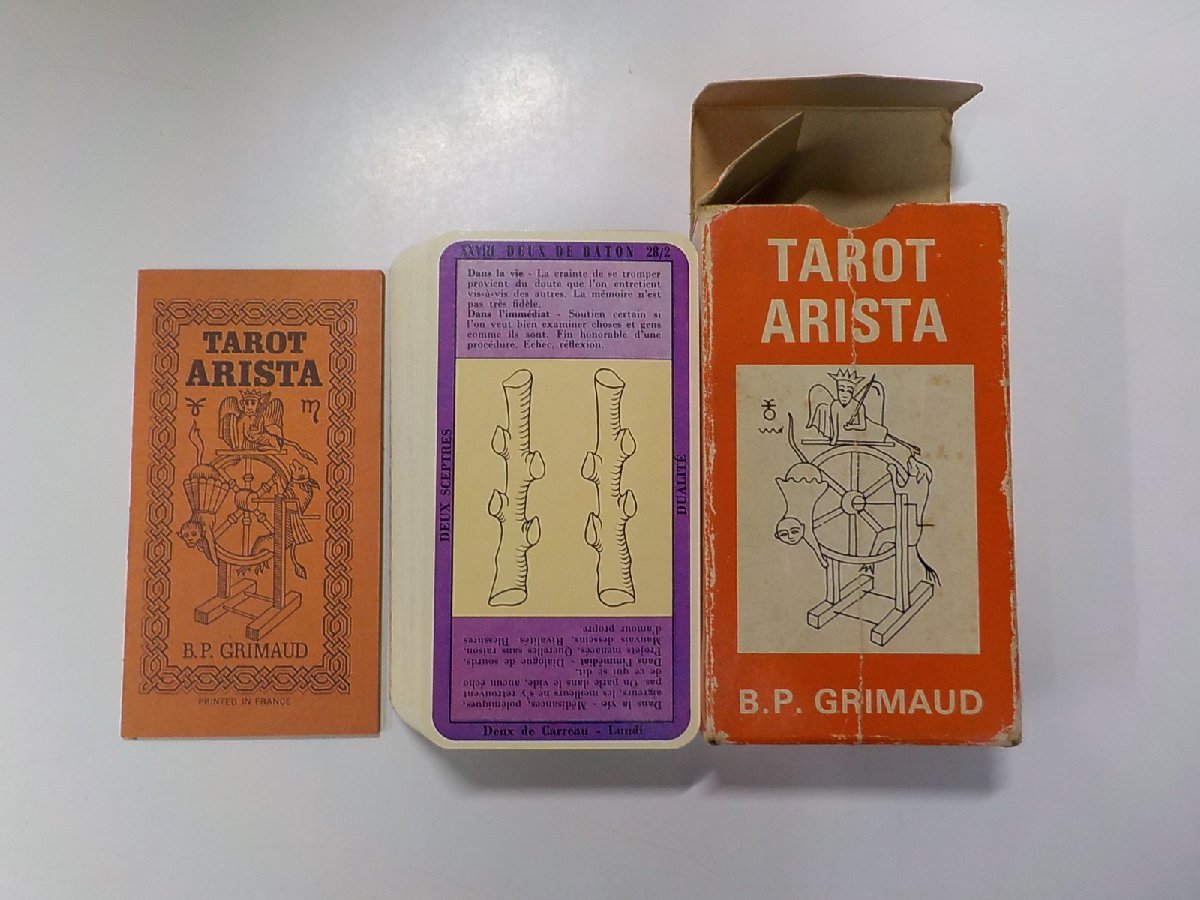 TAROT
ARISTA
B.P. GRIMAUD
PRINTED IN FRANCE
XXVIII DEUX DE BATON 28/2
Dans la vie - La crainte de se tromper
provient du doute que l'on entretient
vis-à-vis des autres. La mémoire n'est
pas très fidèle.
Dans l'immédiat - Soutien certain si
l'on veut bien examiner choses et gens
comme ils sont. Fin honorable d'une
procédure. Echec, réflexion.
DEUX SCEPTRES
DUALITÉ
Dans la vie - Médisances, polémiques,
aigreurs, les meilleurs ne s'y retrouvent
pas. On parle dans le vide, aucun écho
de ce qui se dit.
Dans l'immédiat - Dialogue de sourds.
Projets menacés, Querelles sans raison.
Mauvais desseins. Rivalités. Blessures
d'amour propre.
Deux de Carreau - Lundi
TAROT
ARISTA
B.P. GRIMAUD